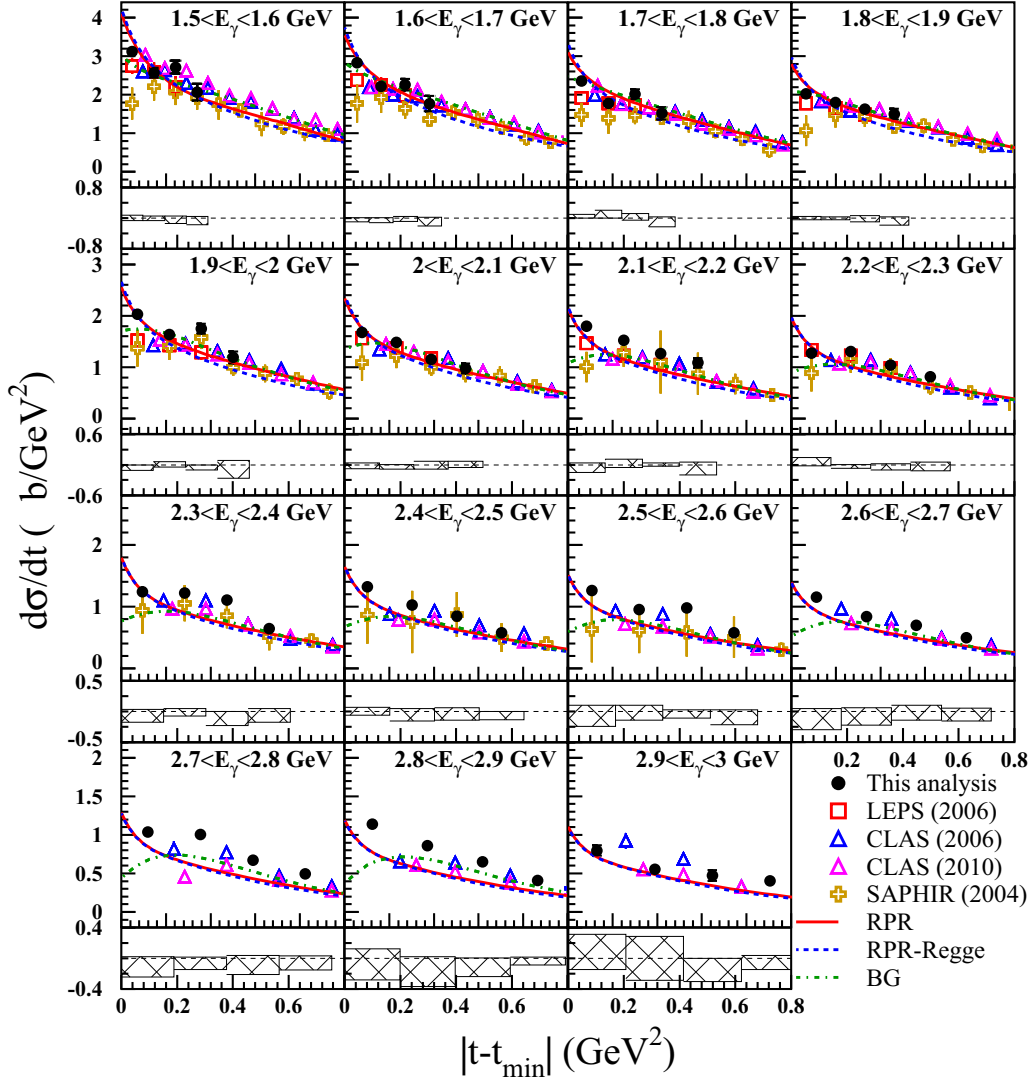 1.5<Eγ<1.6 GeV 1.6<Eγ<1.7 GeV 1.7<Eγ<1.8 GeV 1.8<Eγ<1.9 GeV
4
3
2
1
0
0.8
-0.8
1.9<Eγ<2 GeV 2<Eγ<2.1 GeV 2.1<Eγ<2.2 GeV 2.2<Eγ<2.3 GeV
3
2
1
0
0.6
-0.6
2.3<Eγ<2.4 GeV 2.4<Eγ<2.5 GeV 2.5<Eγ<2.6 GeV 2.6<Eγ<2.7 GeV
2
1
0
0.5
-0.5
0 0.2 0.4 0.6 0.8
2.7<Eγ<2.8 GeV 2.8<Eγ<2.9 GeV 2.9<Eγ<3 GeV
2
1.5
1
0.5
0
0.4
-0.4
0 0.2 0.4 0.6 0 0.2 0.4 0.6 0 0.2 0.4 0.6 0.8
This analysis
LEPS (2006)
CLAS (2006)
CLAS (2010)
SAPHIR (2004)
RPR
RPR-Regge
BG
dσ/dt ( b/GeV²)
|t-tmin| (GeV²)